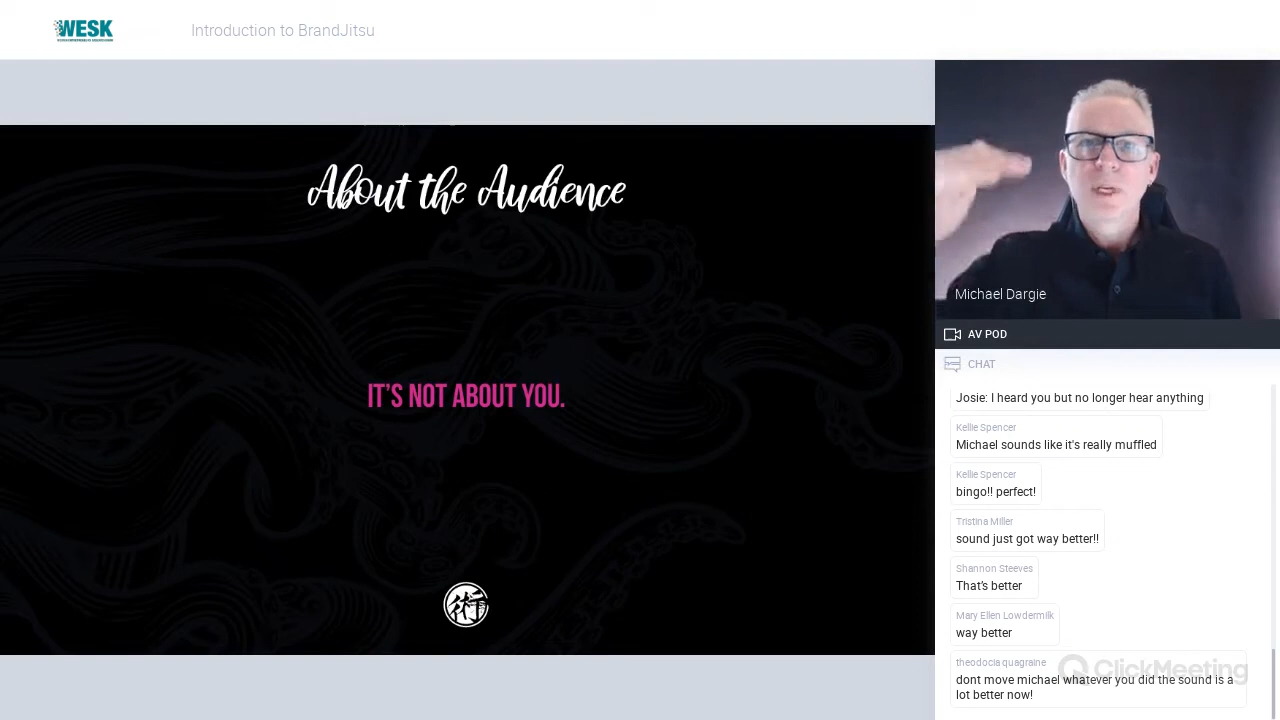 WESK
Introduction to BrandJitsu
About the Audience
IT'S NOT ABOUT YOU.
術
Michael Dargie
AV POD
CHAT
Josie: I heard you but no longer hear anything
Kellie Spencer
Michael sounds like it's really muffled
Kellie Spencer
bingo!! perfect!
Tristina Miller
sound just got way better!!
Shannon Steeves
That's better
Mary Ellen Lowdermilk
way better
theodocia quagraine
ClickMeeting
dont move michael whatever you did the sound is a
lot better now!